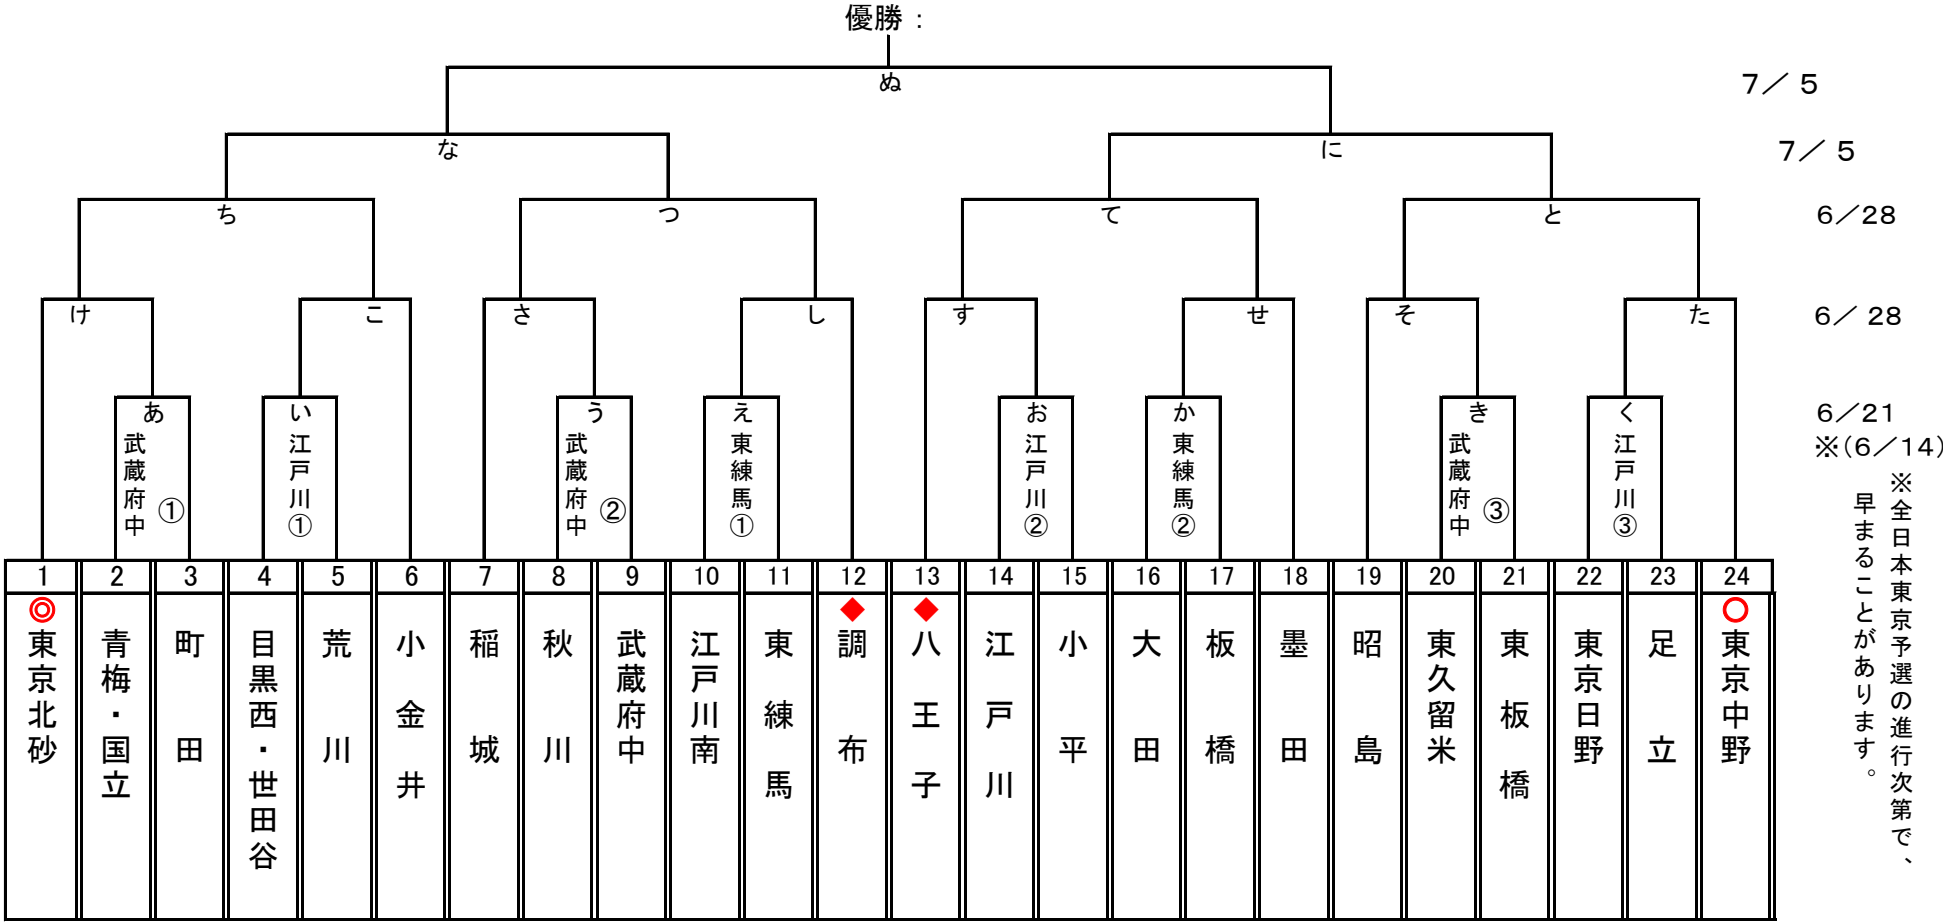 優勝：
ぬ
7／ 5
な
に
7／ 5
ち
つ
て
と
6／28
け
こ
さ
し
す
せ
そ
た
6／ 28
あ
い
う
え
お
か
き
く
6／21
※(6／14)
武蔵府中 ①
江戸川①
武蔵府中 ②
東練馬①
江戸川②
東練馬②
武蔵府中 ③
江戸川③
※全日本東京予選の進行次第で、
早まることがあります。
1 2 3 4 5 6 7 8 9 10 11 12 13 14 15 16 17 18 19 20 21 22 23 24
◎東京北砂
青梅・国立
町田
目黒西・世田谷
荒川
小金井
稲城
秋川
武蔵府中
江戸川南
東練馬
◆調布
◆八王子
江戸川
小平
大田
板橋
墨田
昭島
東久留米
東板橋
東京日野
足立
○東京中野